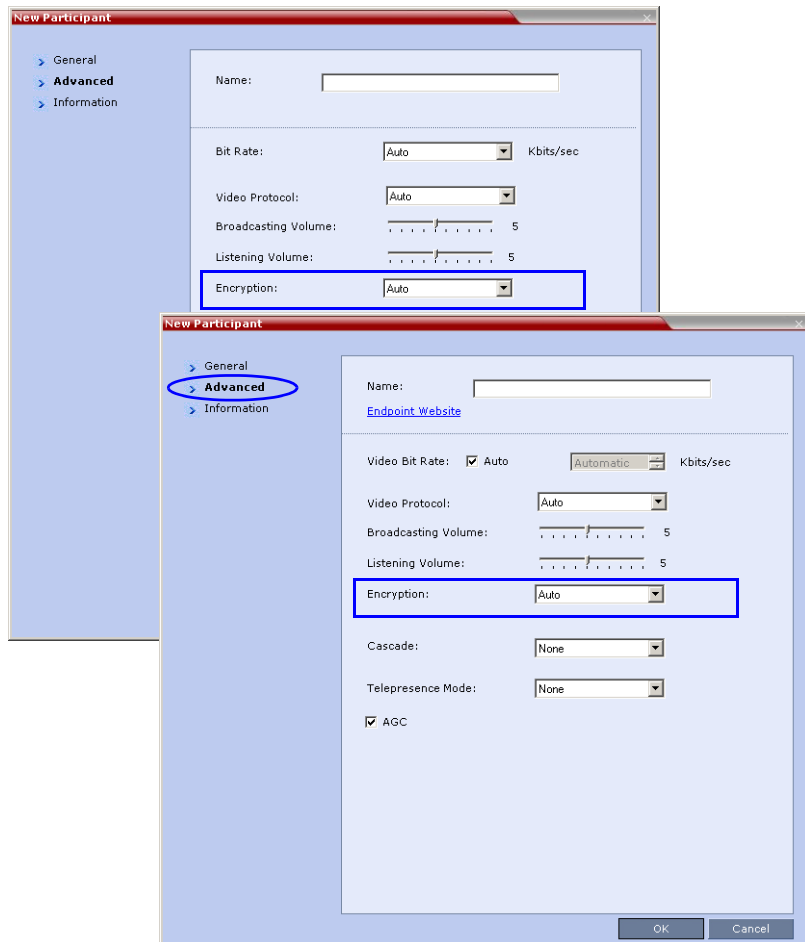 New Participant
General
Advanced
Information
Name:
Bit Rate: Auto Kbits/sec
Video Protocol: Auto
Broadcasting Volume: 5
Listening Volume: 5
Encryption: Auto
New Participant
General
Advanced
Information
Name:
Endpoint Website
Video Bit Rate: Auto Automatic Kbits/sec
Video Protocol: Auto
Broadcasting Volume: 5
Listening Volume: 5
Encryption: Auto
Cascade: None
Telepresence Mode: None
AGC
OK Cancel